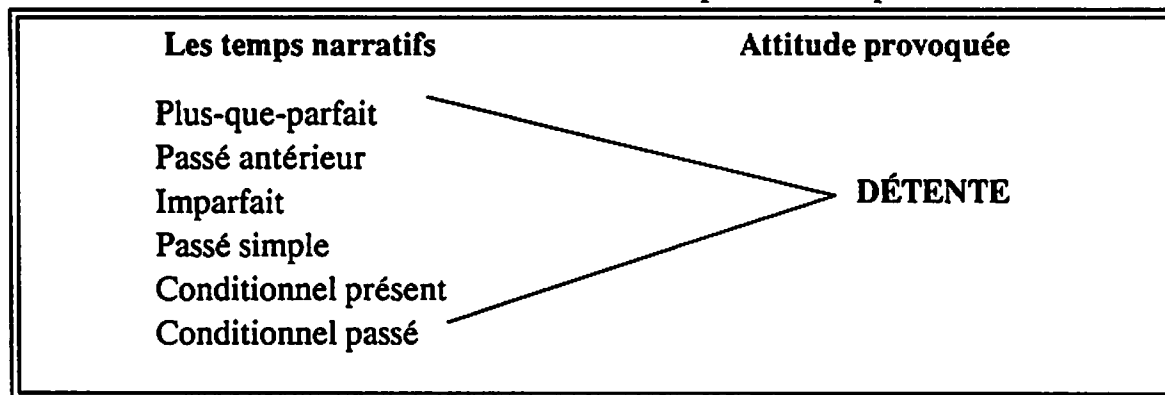 Les temps narratifs Attitude provoquée
Plus-que-parfait
Passé antérieur
Imparfait
DÉTENTE
Passé simple
Conditionnel présent
Conditionnel passé